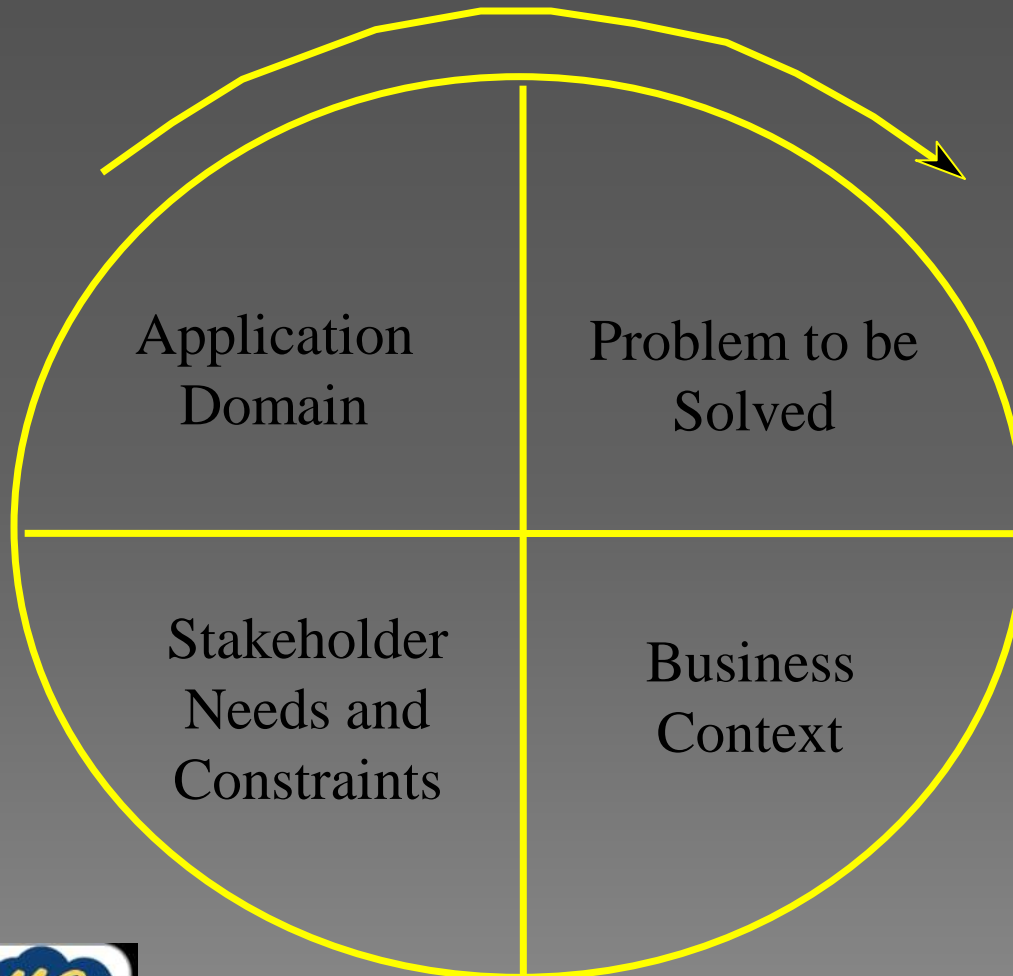 Application
Domain
Problem to be
Solved
Stakeholder
Needs and
Constraints
Business
Context